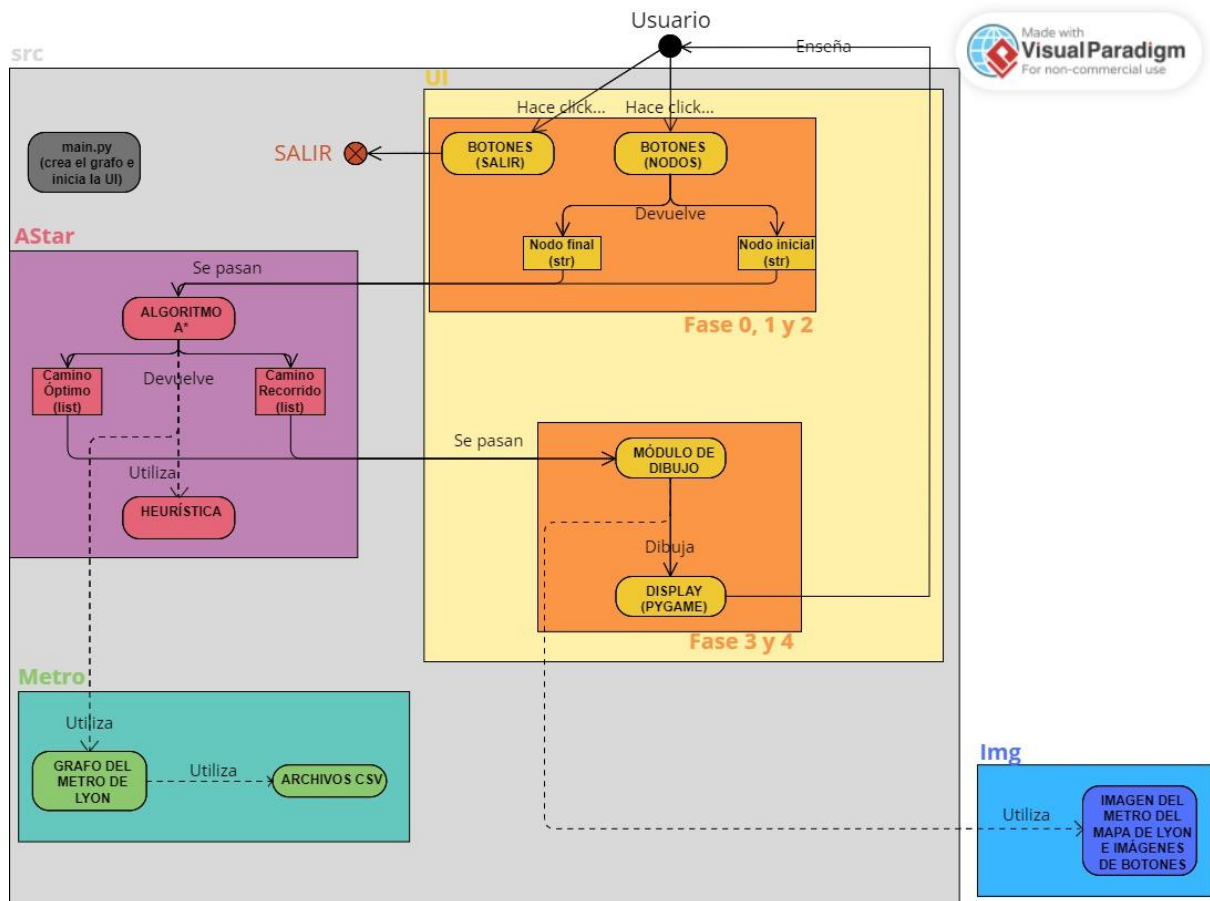 Usuario
Made with
Visual Paradigm
For non-commercial use
Enseña
src
UI
Hace click...
Hace click...
main.py
(crea el grafo e
inicia la UI)
SALIR
BOTONES
(SALIR)
BOTONES
(NODOS)
Devuelve
AStar
Nodo final
(str)
Nodo inicial
(str)
Se pasan
ALGORITMO
A*
Fase 0, 1 y 2
Camino
Óptimo
(list)
Devuelve
Camino
Recorrido
(list)
Se pasan
MÓDULO DE
DIBUJO
Utiliza
HEURÍSTICA
Dibuja
DISPLAY
(PYGAME)
Fase 3 y 4
Metro
Utiliza
GRAFO DEL
METRO DE
LYON
Utiliza
ARCHIVOS CSV
Img
Utiliza
IMAGEN DEL
METRO DEL
MAPA DE LYON
E IMÁGENES
DE BOTONES